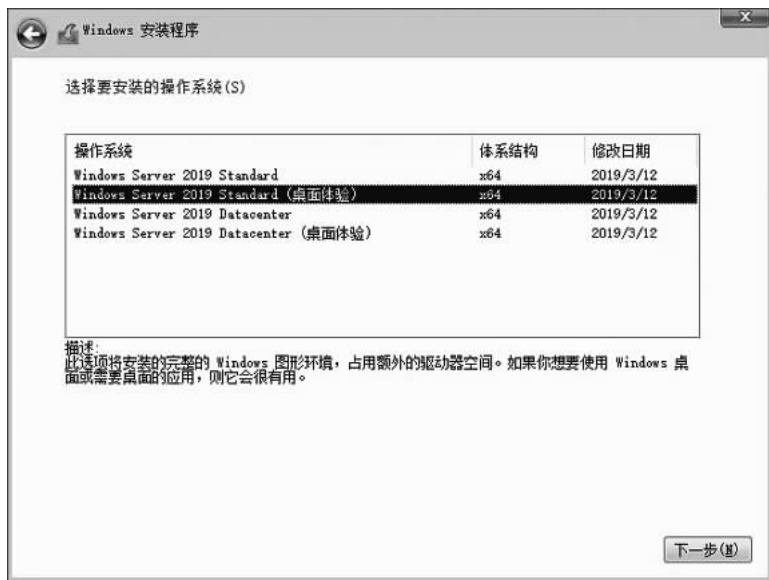 Windows 安装程序
选择要安装的操作系统(S)
操作系统 体系结构 修改日期
Windows Server 2019 Standard x64 2019/3/12
Windows Server 2019 Standard (桌面体验) x64 2019/3/12
Windows Server 2019 Datacenter x64 2019/3/12
Windows Server 2019 Datacenter (桌面体验) x64 2019/3/12
描述:
此选项将安装的完整的 Windows 图形环境，占用额外的驱动器空间。如果你想要使用 Windows 桌
面或需要桌面的应用，则它会很有用。
下一步(N)